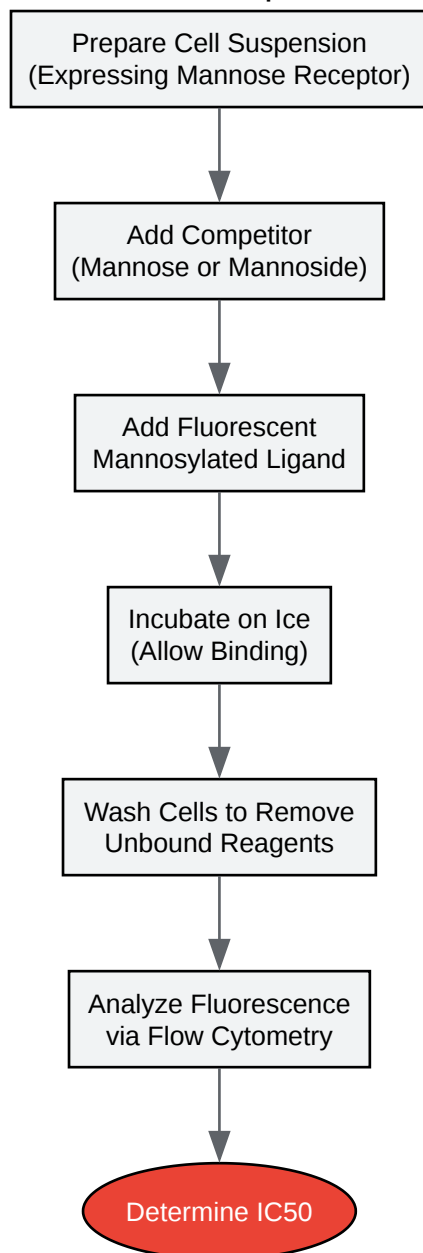 Prepare Cell Suspension
(Expressing Mannose Receptor)
Add Competitor
(Mannose or Mannoside)
Add Fluorescent
Mannosylated Ligand
Incubate on Ice
(Allow Binding)
Wash Cells to Remove
Unbound Reagents
Analyze Fluorescence
via Flow Cytometry
Determine IC50